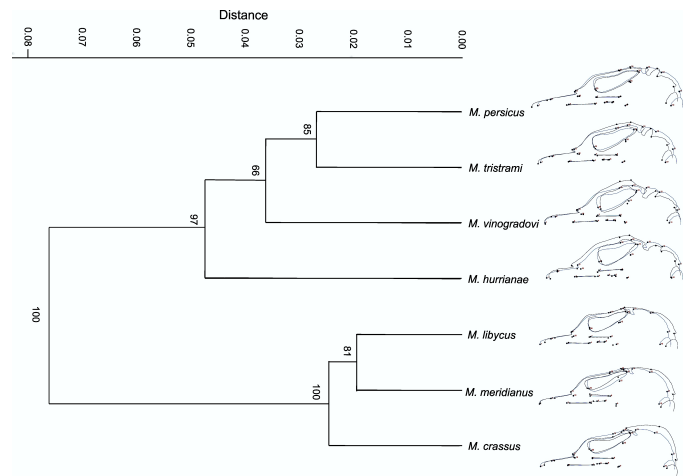 Distance
0.08 0.07 0.06 0.05 0.04 0.03 0.02 0.01 0.00
M. persicus
85
M. tristrami
66
M. vinogradovi
97
M. hurrianae
100
M. libycus
81
M. meridianus
100
M. crassus